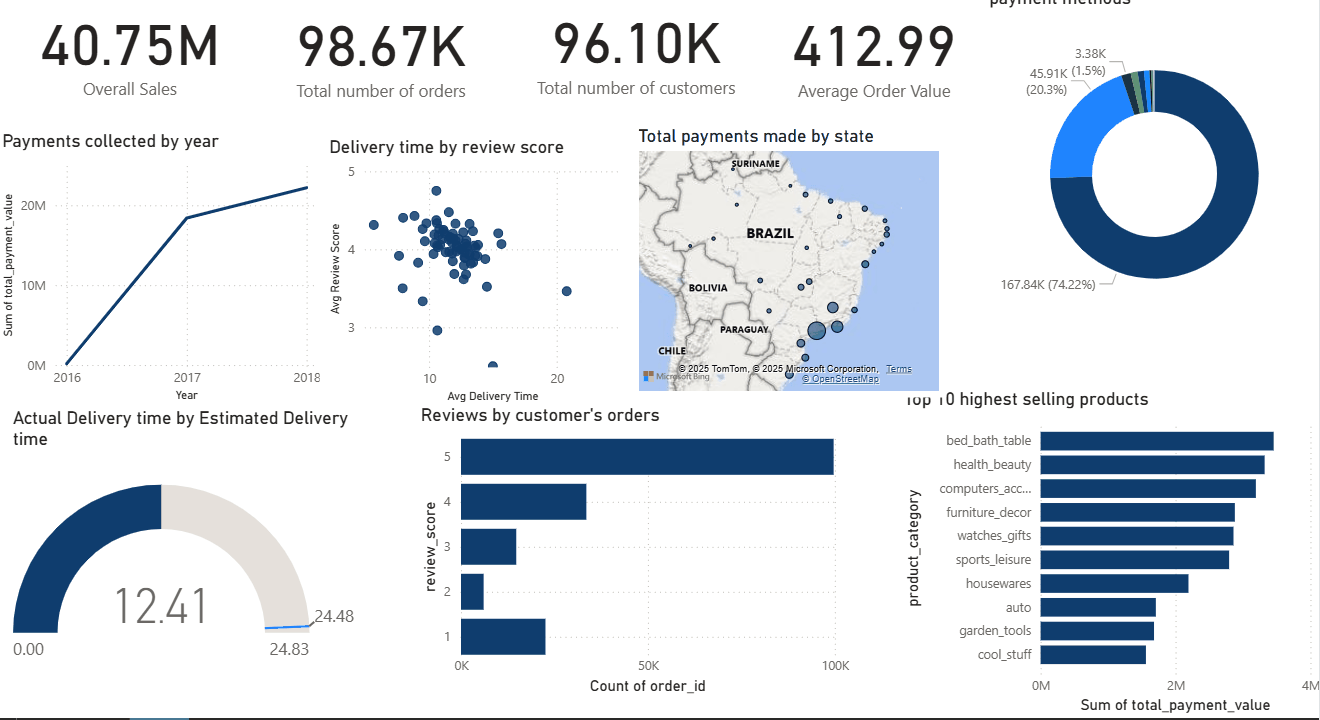 payment methods
40.75M
Overall Sales
98.67K
Total number of orders
96.10K
Total number of customers
412.99
Average Order Value
3.38K
(1.5%)
45.91K
(20.3%)
167.84K (74.22%)
Payments collected by year
Sum of total_payment_value
20M
10M
0M
2016
2017
2018
Year
Delivery time by review score
Avg Review Score
5
4
3
10
20
Avg Delivery Time
Total payments made by state
SURINAME
BRAZIL
BOLIVIA
PARAGUAY
CHILE
Microsoft Bing
© 2025 TomTom, © 2025 Microsoft Corporation, Terms
© OpenStreetMap
Actual Delivery time by Estimated Delivery
time
12.41
0.00
24.48
24.83
Reviews by customer's orders
review_score
5
4
3
2
1
0K
50K
100K
Count of order_id
Top 10 highest selling products
product_category
bed_bath_table
health_beauty
computers_acc...
furniture_decor
watches_gifts
sports_leisure
housewares
auto
garden_tools
cool_stuff
0M
2M
4M
Sum of total_payment_value